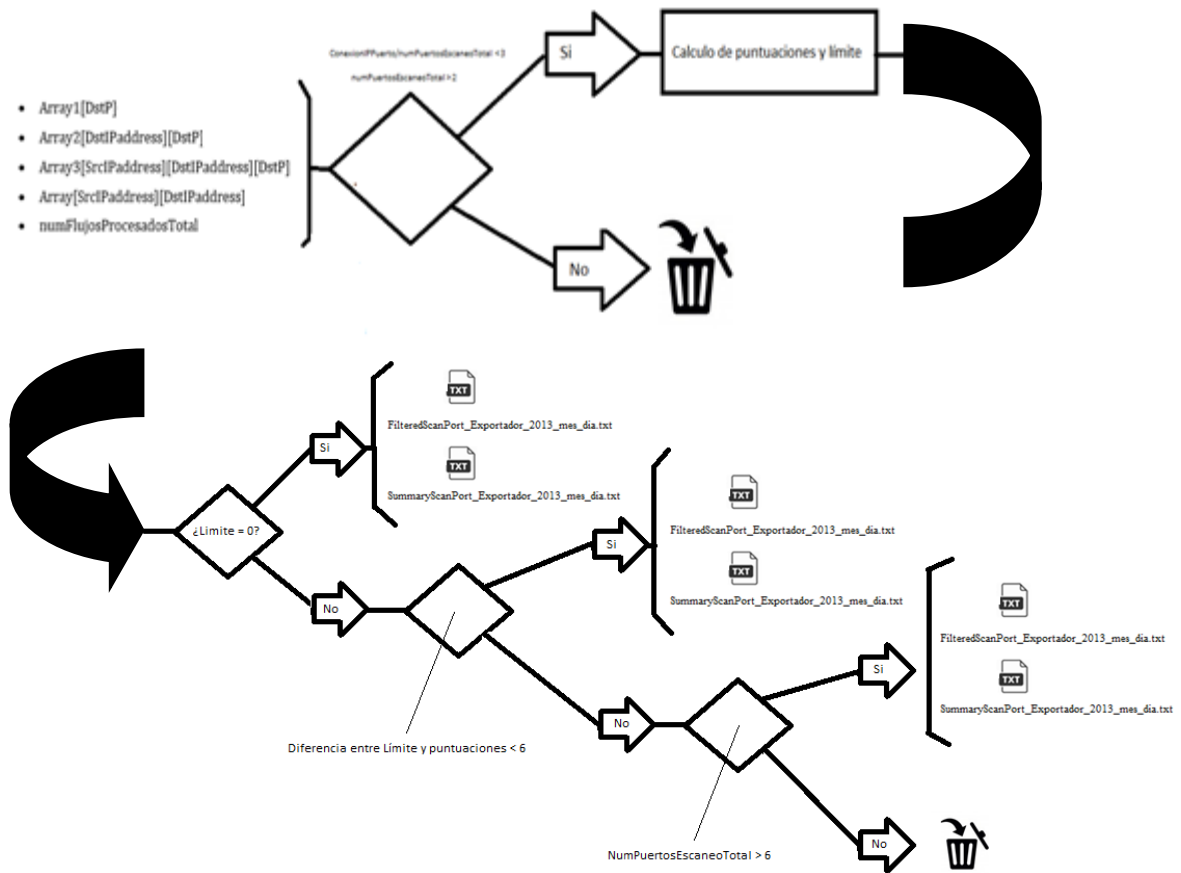 ConexionIPPuerto/numPuertosEscaneoTotal <3
numPuertosEscaneoTotal >2
Si
Calculo de puntuaciones y límite
• Array1[DstP]
• Array2[DstIPaddress][DstP]
• Array3[SrcIPaddress][DstIPaddress][DstP]
• Array[SrcIPaddress][DstIPaddress]
• numFlujosProcesadosTotal
No
TXT
FilteredScanPort_Exportador_2013_mes_dia.txt
Si
TXT
SummaryScanPort_Exportador_2013_mes_dia.txt
¿Limite = 0?
TXT
FilteredScanPort_Exportador_2013_mes_dia.txt
Si
TXT
SummaryScanPort_Exportador_2013_mes_dia.txt
No
TXT
FilteredScanPort_Exportador_2013_mes_dia.txt
Si
TXT
SummaryScanPort_Exportador_2013_mes_dia.txt
No
Diferencia entre Límite y puntuaciones < 6
No
NumPuertosEscaneoTotal > 6